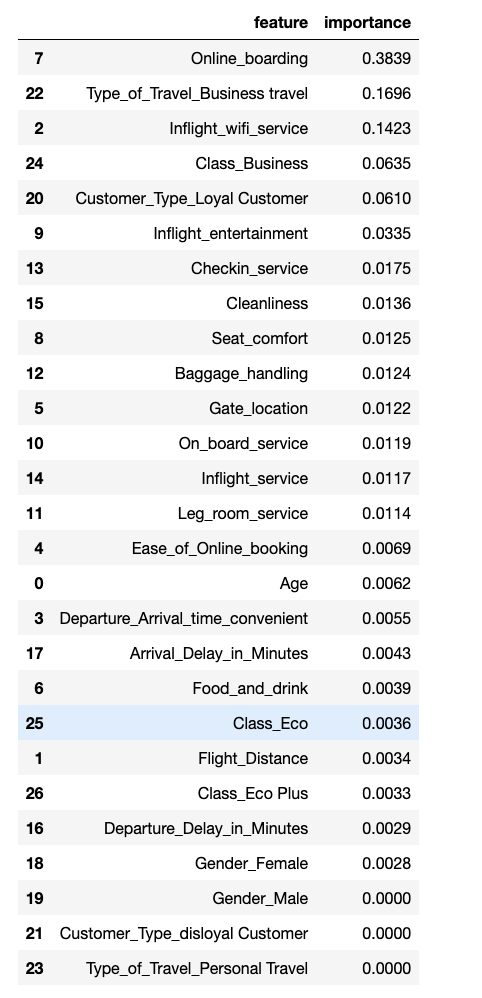 feature importance
7 Online_boarding 0.3839
22 Type_of_Travel_Business travel 0.1696
2 Inflight_wifi_service 0.1423
24 Class_Business 0.0635
20 Customer_Type_Loyal Customer 0.0610
9 Inflight_entertainment 0.0335
13 Checkin_service 0.0175
15 Cleanliness 0.0136
8 Seat_comfort 0.0125
12 Baggage_handling 0.0124
5 Gate_location 0.0122
10 On_board_service 0.0119
14 Inflight_service 0.0117
11 Leg_room_service 0.0114
4 Ease_of_Online_booking 0.0069
0 Age 0.0062
3 Departure_Arrival_time_convenient 0.0055
17 Arrival_Delay_in_Minutes 0.0043
6 Food_and_drink 0.0039
25 Class_Eco 0.0036
1 Flight_Distance 0.0034
26 Class_Eco Plus 0.0033
16 Departure_Delay_in_Minutes 0.0029
18 Gender_Female 0.0028
19 Gender_Male 0.0000
21 Customer_Type_disloyal Customer 0.0000
23 Type_of_Travel_Personal Travel 0.0000